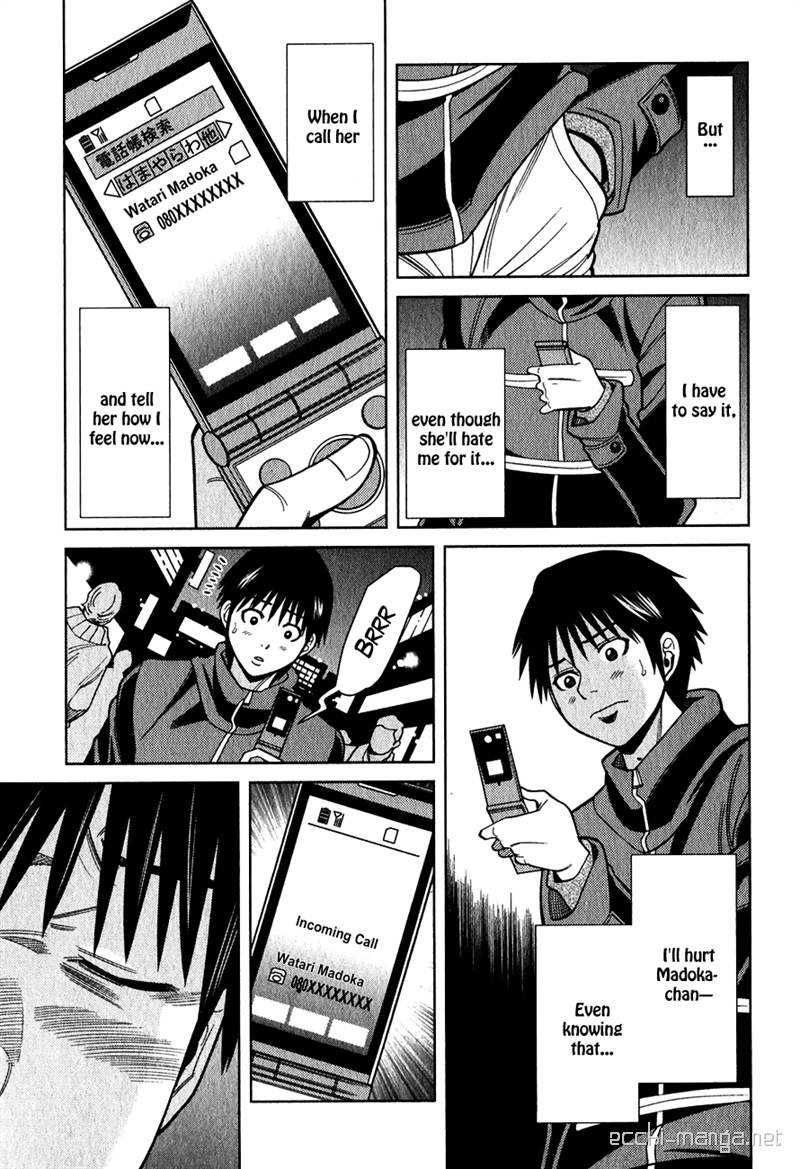 But
...
I have
to say it,
even though
she'll hate
me for it...
When I
call her
電話帳検索
はまやらわ他
Watari Madoka
080XXXXXXXX
and tell
her how I
feel now...
I'll hurt
Madoka-
chan—
Even
knowing
that...
BRRR
Incoming Call
Watari Madoka
080XXXXXXXX
ecchi-manga.net